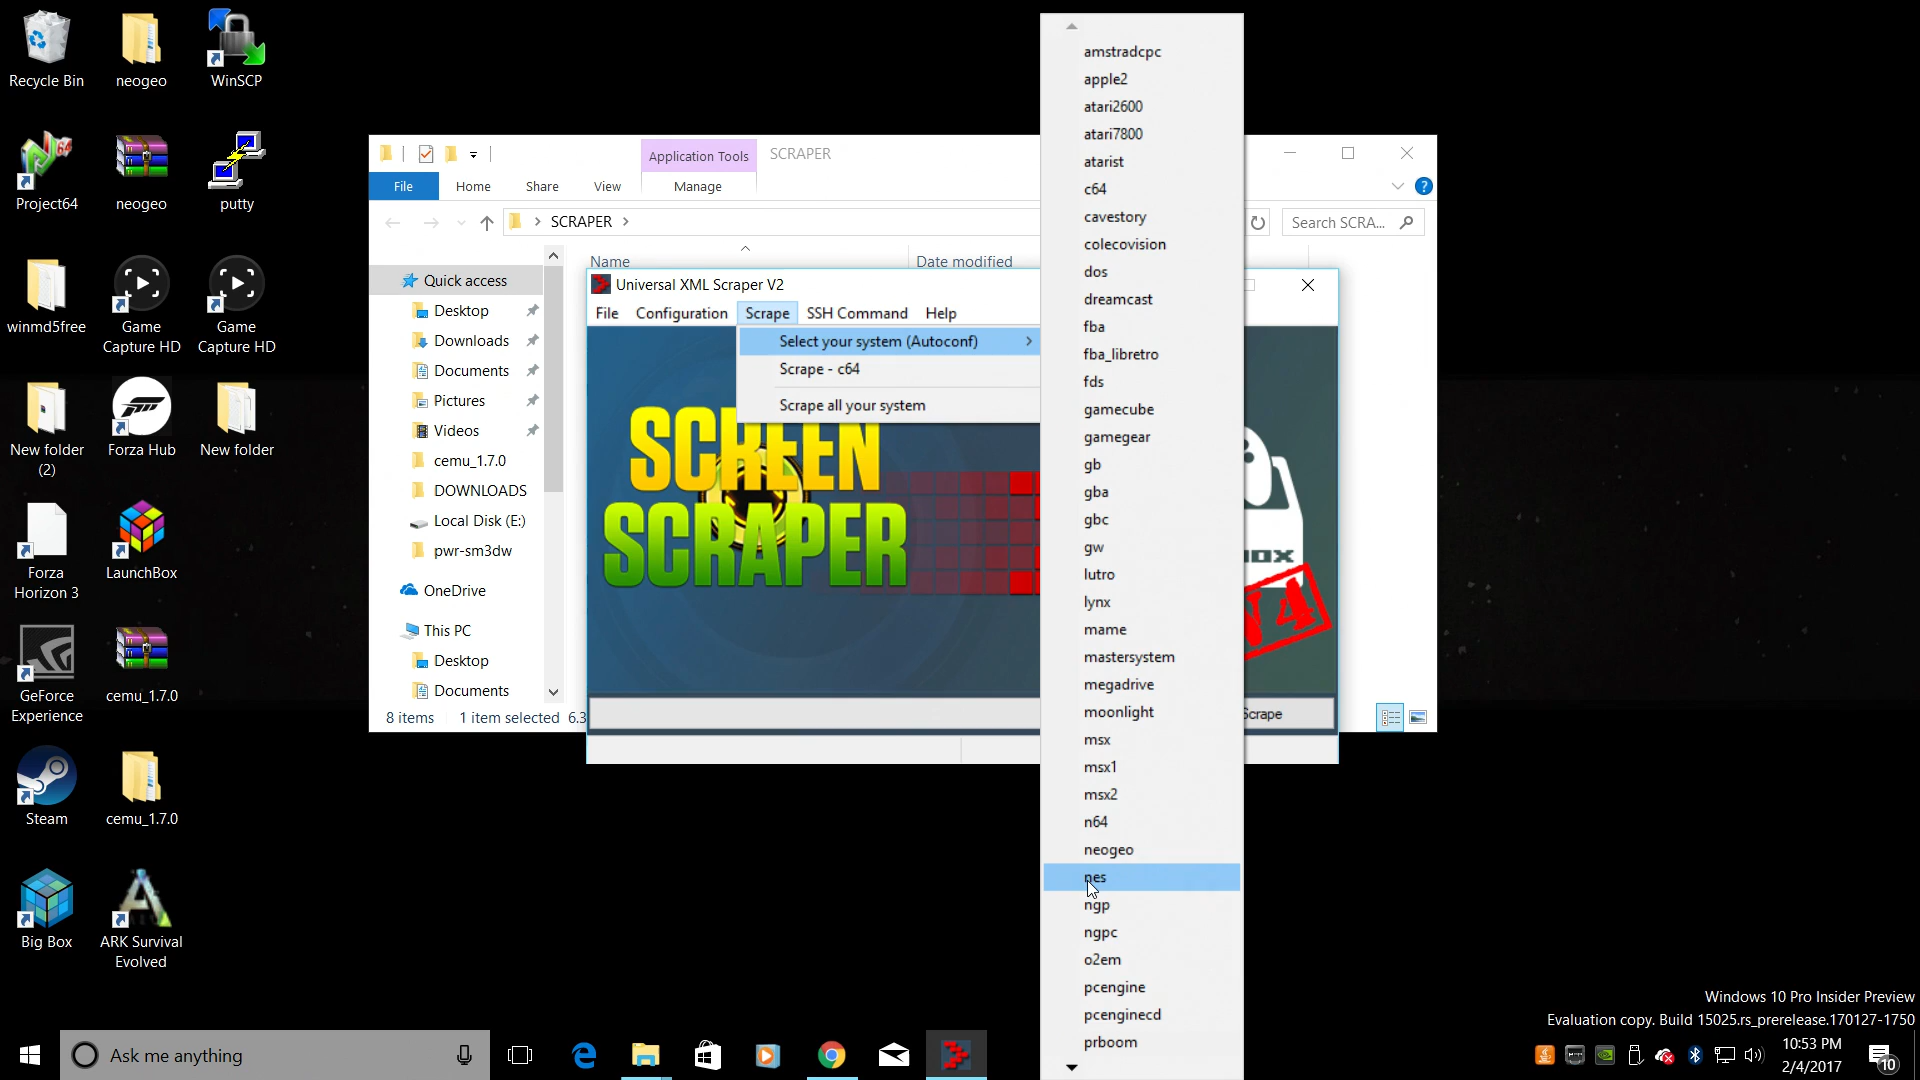 Recycle Bin
neogeo
WinSCP
Project64
neogeo
putty
winmd5free
Game
Capture HD
Game
Capture HD
New folder
(2)
Forza Hub
New folder
Forza
Horizon 3
LaunchBox
GeForce
Experience
cemu_1.7.0
Steam
cemu_1.7.0
Big Box
ARK Survival
Evolved
Application Tools
SCRAPER
File
Home
Share
View
Manage
SCRAPER
Search SCRA...
Name
Date modified
Quick access
Desktop
Downloads
Documents
Pictures
Videos
cemu_1.7.0
DOWNLOADS
Local Disk (E:)
pwr-sm3dw
OneDrive
This PC
Desktop
Documents
8 items
1 item selected 6.3
Universal XML Scraper V2
File
Configuration
Scrape
SSH Command
Help
Select your system (Autoconf)
Scrape - c64
Scrape all your system
SCREEN
SCRAPER
V4
Scrape
amstradcpc
apple2
atari2600
atari7800
atarist
c64
cavestory
colecovision
dos
dreamcast
fba
fba_libretro
fds
gamecube
gamegear
gb
gba
gbc
gw
lutro
lynx
mame
mastersystem
megadrive
moonlight
msx
msx1
msx2
n64
neogeo
nes
ngp
ngpc
o2em
pcengine
pcenginecd
prboom
Windows 10 Pro Insider Preview
Evaluation copy. Build 15025.rs_prerelease.170127-1750
Ask me anything
10:53 PM
2/4/2017
10